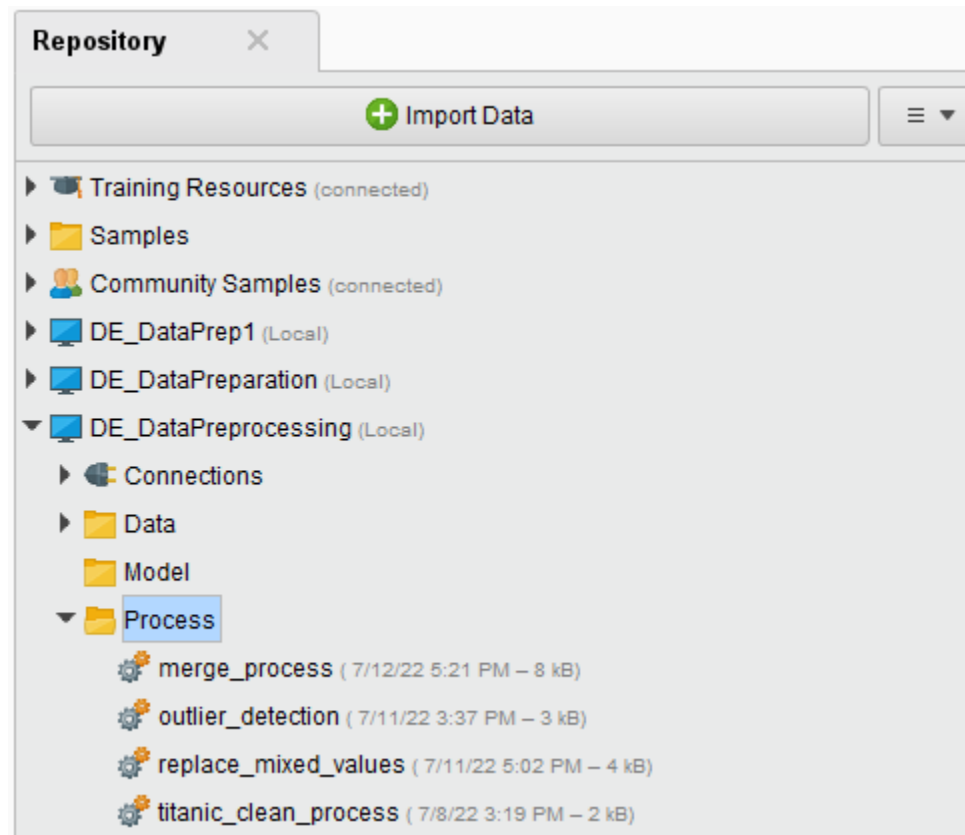 Repository
Import Data
Training Resources (connected)
Samples
Community Samples (connected)
DE_DataPrep1 (Local)
DE_DataPreparation (Local)
DE_DataPreprocessing (Local)
Connections
Data
Model
Process
merge_process ( 7/12/22 5:21 PM – 8 kB)
outlier_detection ( 7/11/22 3:37 PM – 3 kB)
replace_mixed_values ( 7/11/22 5:02 PM – 4 kB)
titanic_clean_process ( 7/8/22 3:19 PM – 2 kB)